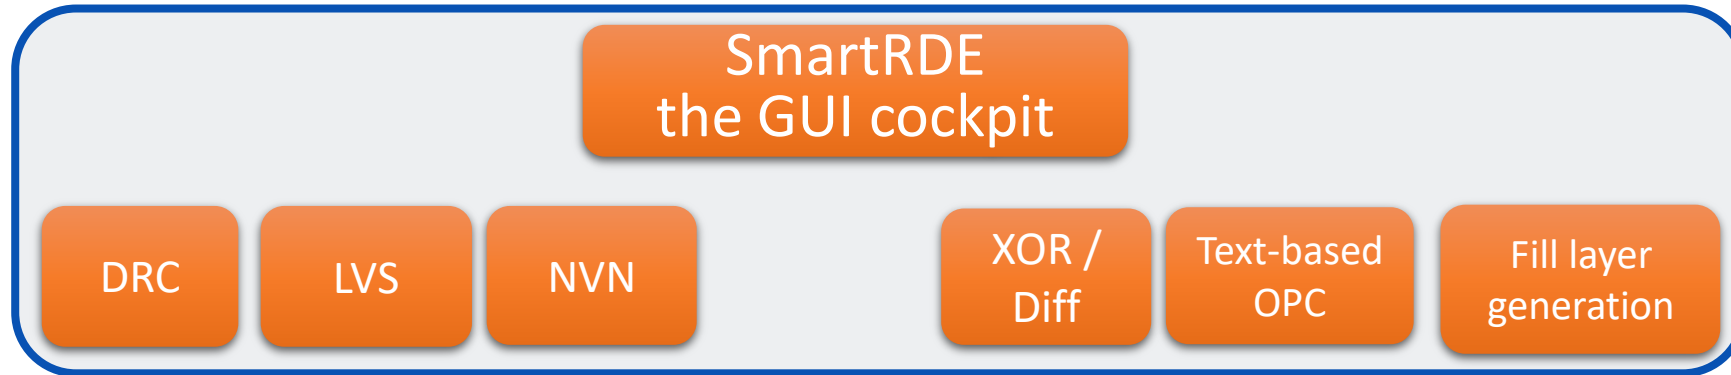 SmartRDE
the GUI cockpit
DRC
LVS
NVN
XOR /
Diff
Text-based
OPC
Fill layer
generation